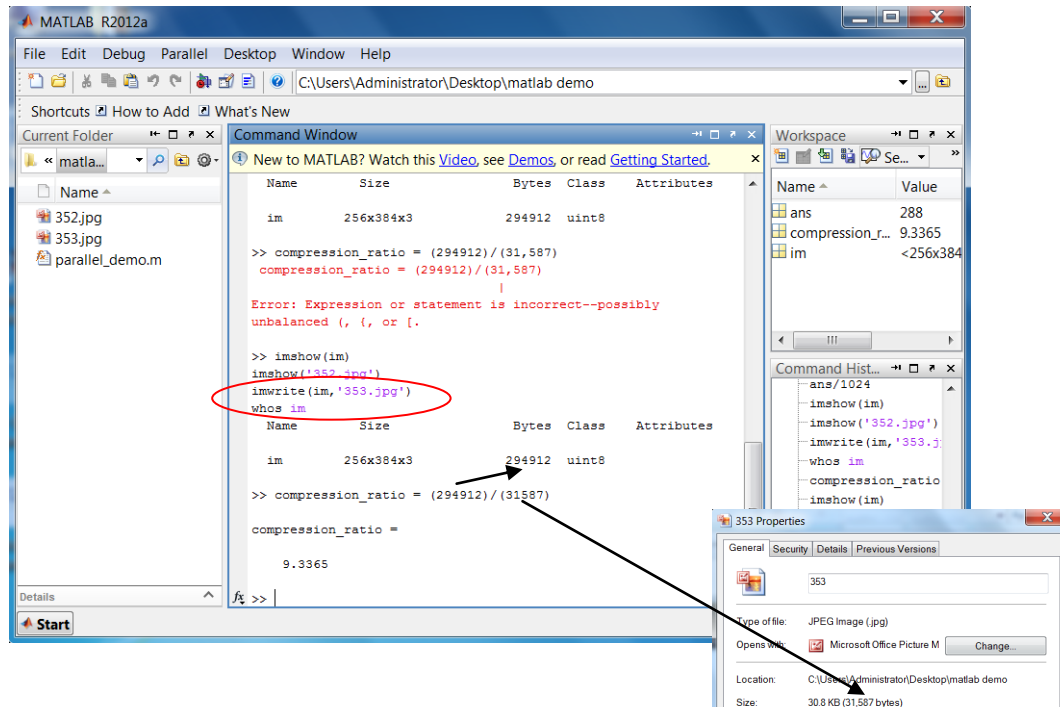 MATLAB R2012a
File Edit Debug Parallel Desktop Window Help
C:\Users\Administrator\Desktop\matlab demo
...
Shortcuts How to Add What's New
Current Folder
« matla...
Name
352.jpg
353.jpg
parallel_demo.m
Details
Start
Command Window
New to MATLAB? Watch this Video, see Demos, or read Getting Started.
Name Size Bytes Class Attributes
im 256x384x3 294912 uint8
>> compression_ratio = (294912)/(31,587)
compression_ratio = (294912)/(31,587)
|
Error: Expression or statement is incorrect--possibly
unbalanced (, {, or [.
>> imshow(im)
imshow('352.jpg')
imwrite(im,'353.jpg')
whos im
Name Size Bytes Class Attributes
im 256x384x3 294912 uint8
>> compression_ratio = (294912)/(31587)
compression_ratio =
9.3365
fx >>
Workspace
Se... »
Name Value
ans 288
compression_r... 9.3365
im <256x384
Command Hist...
ans/1024
imshow(im)
imshow('352.jpg')
imwrite(im,'353.j
whos im
compression_ratio
imshow(im)
353 Properties
General Security Details Previous Versions
353
Type of file: JPEG Image (.jpg)
Opens with: Microsoft Office Picture M Change...
Location: C:\Users\Administrator\Desktop\matlab demo
Size: 30.8 KB (31,587 bytes)